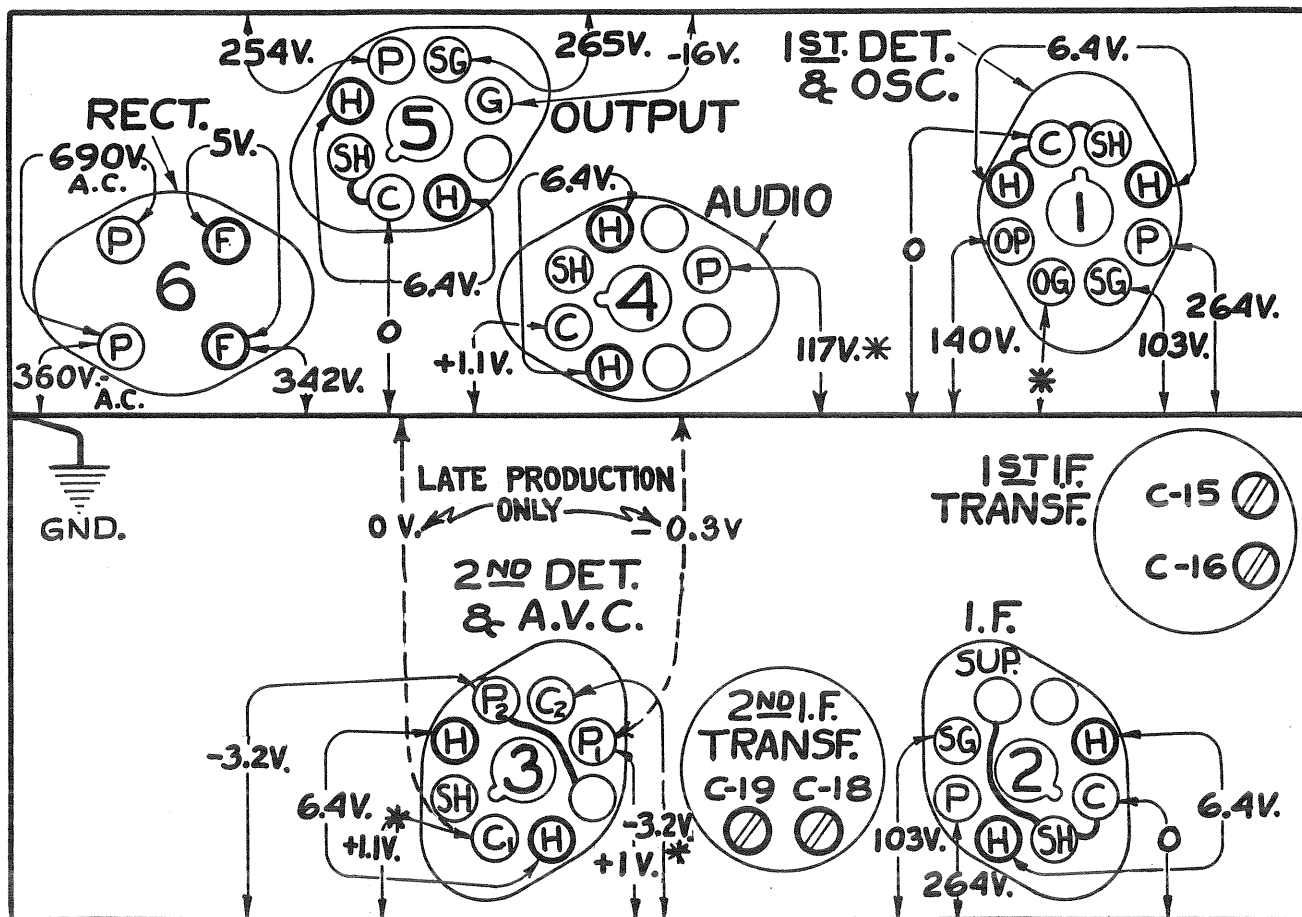 254V.
265V.
-16V.
P
SG
H
G
5
OUTPUT
SH
C
H
6.4V.
0
RECT.
690V.
A.C.
5V.
P
F
6
P
F
360V.-
A.C.
342V.
6.4V.
AUDIO
H
SH
P
4
C
H
+1.1V.
117V.*
1ST. DET.
& OSC.
6.4V.
C
SH
H
H
1
OP
P
OG
SG
0
140V.
*
103V.
264V.
GND.
LATE PRODUCTION
ONLY
0 V.
-0.3V
2ND DET.
& A.V.C.
P2
C2
H
P1
3
SH
C1
H
-3.2V.
6.4V.
*
+1.1V.
-3.2V.
+1V.
*
2ND I.F.
TRANSF.
C-19 C-18
1ST I.F.
TRANSF.
C-15
C-16
I.F.
SUP.
SG
H
2
P
C
H
SH
103V.
264V.
0
6.4V.